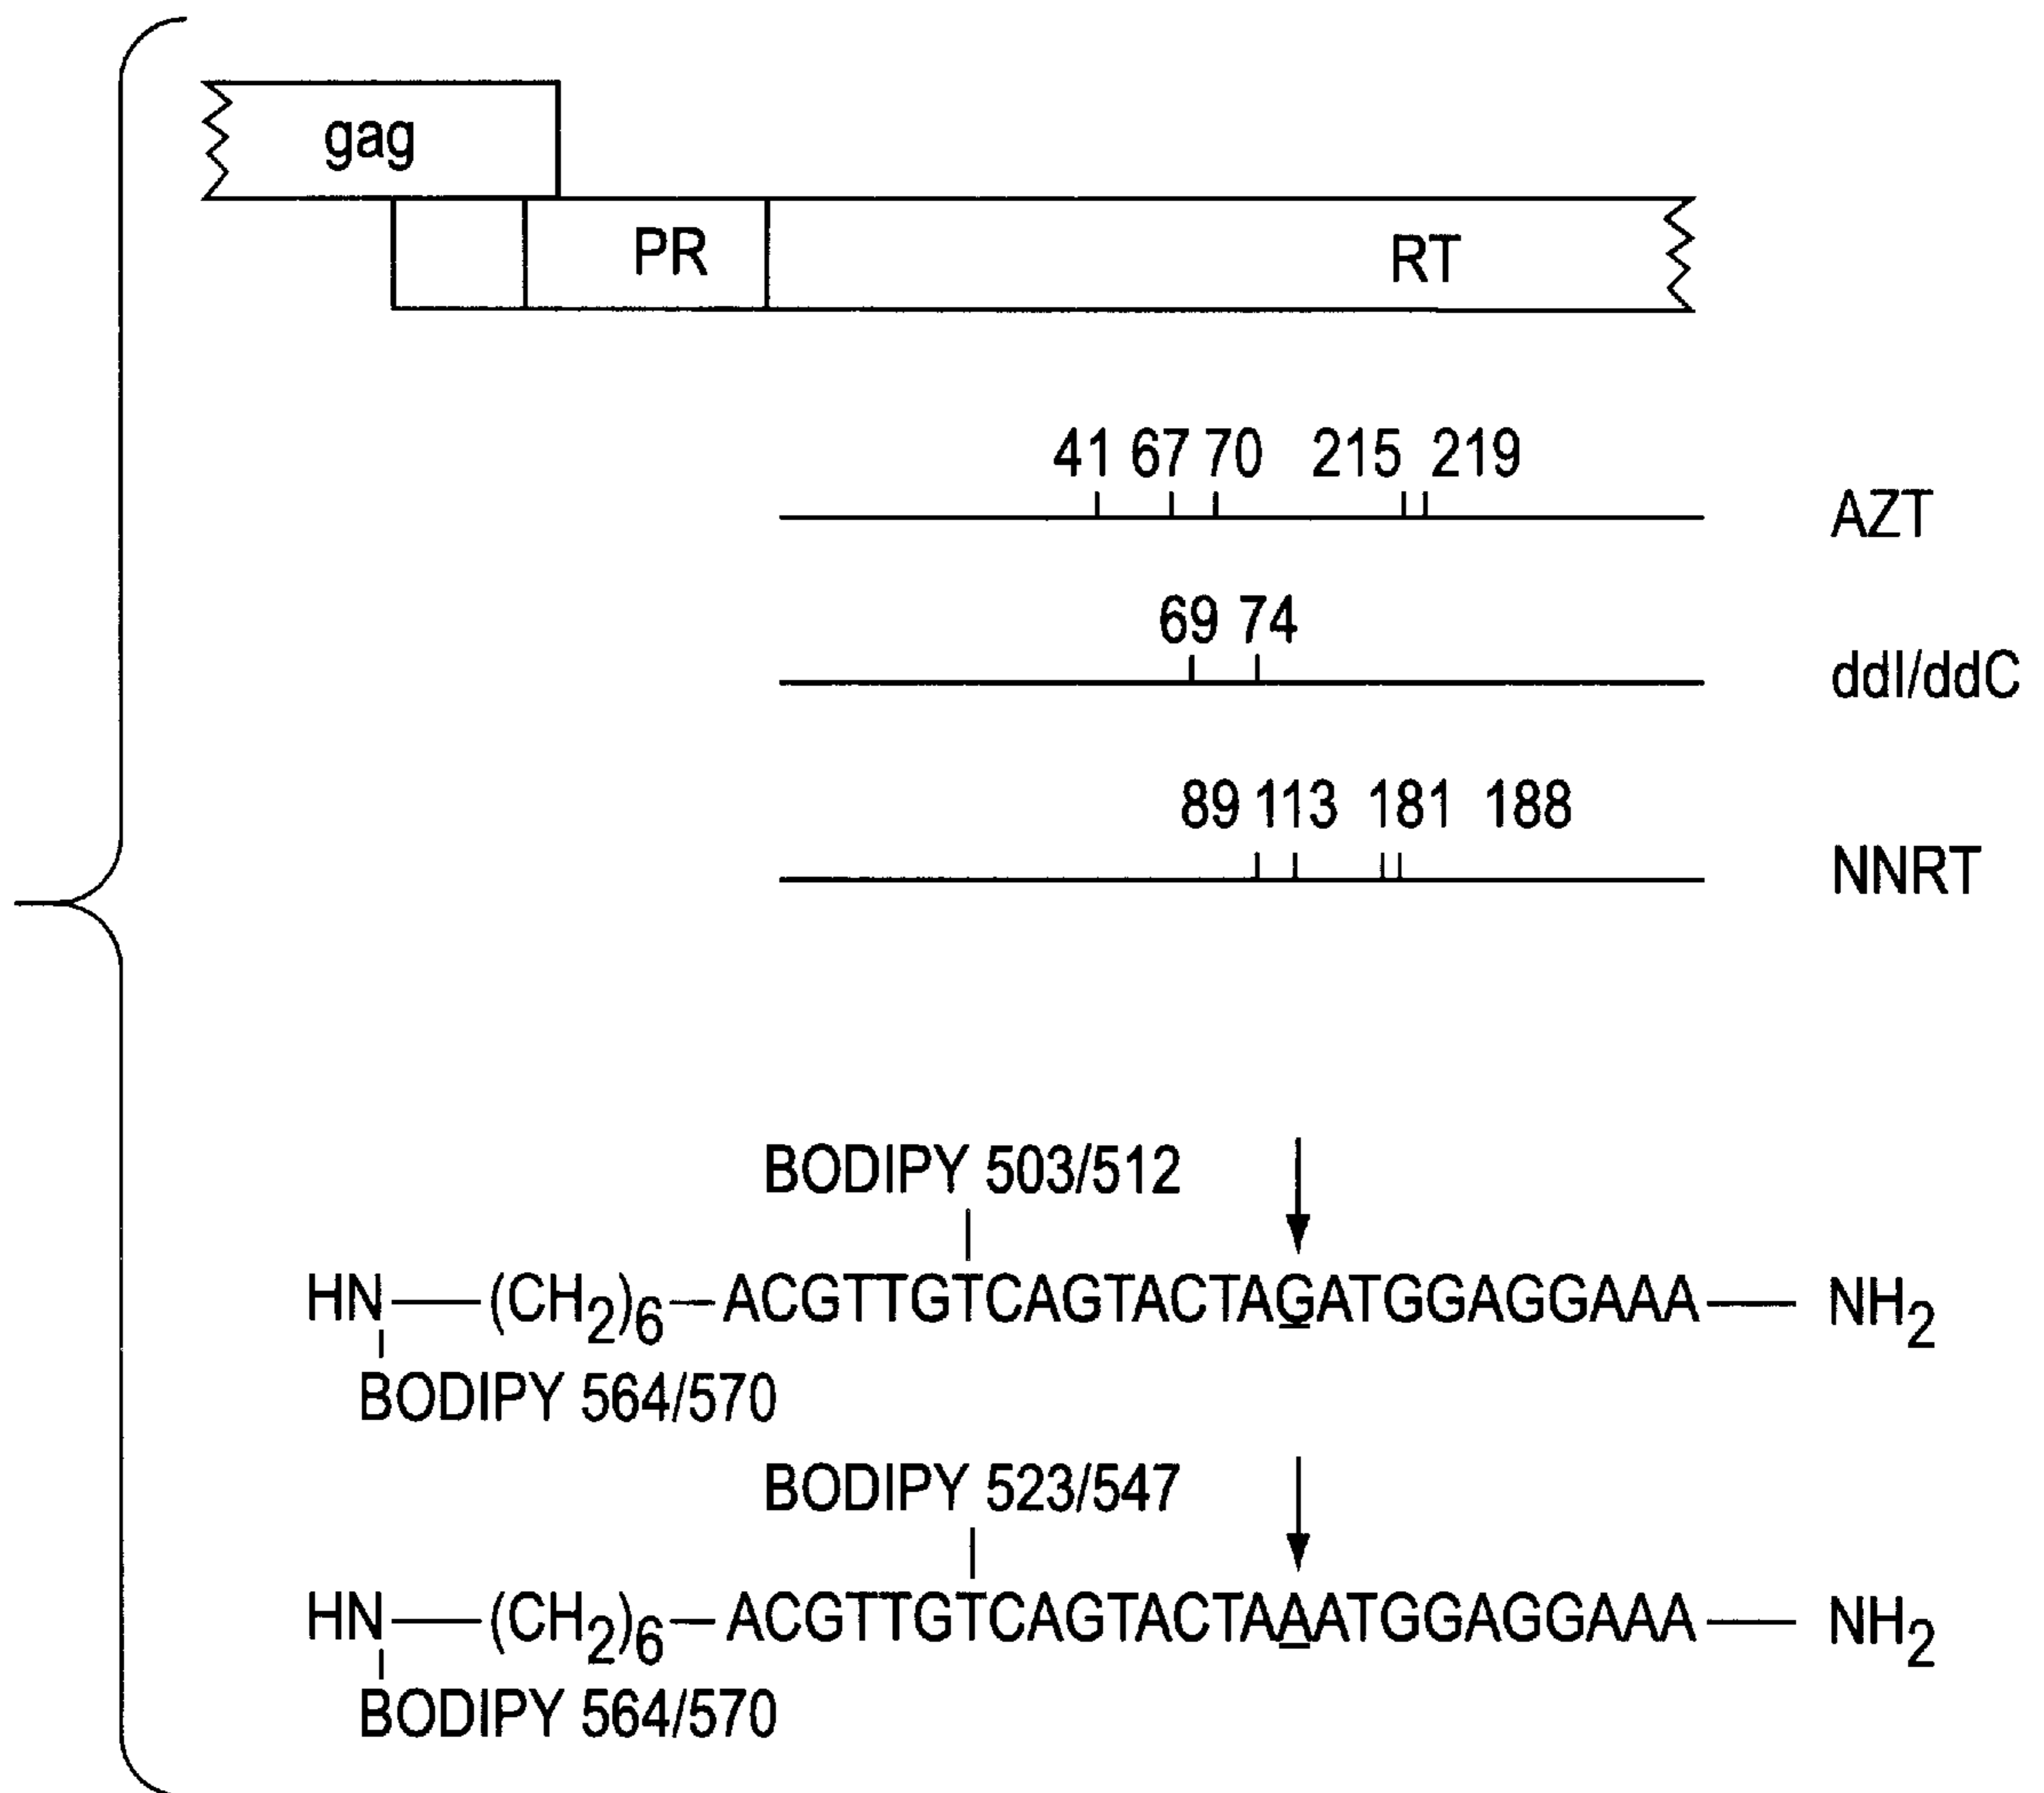 gag
PR RT
41 67 70 215 219
AZT
69 74
ddI/ddC
89 113 181 188
NNRT
BODIPY 503/512
HN—(CH2)6—ACGTTGTCAGTACTAGATGGAGGAAA—NH2
BODIPY 564/570
BODIPY 523/547
HN—(CH2)6—ACGTTGTCAGTACTAAATGGAGGAAA—NH2
BODIPY 564/570